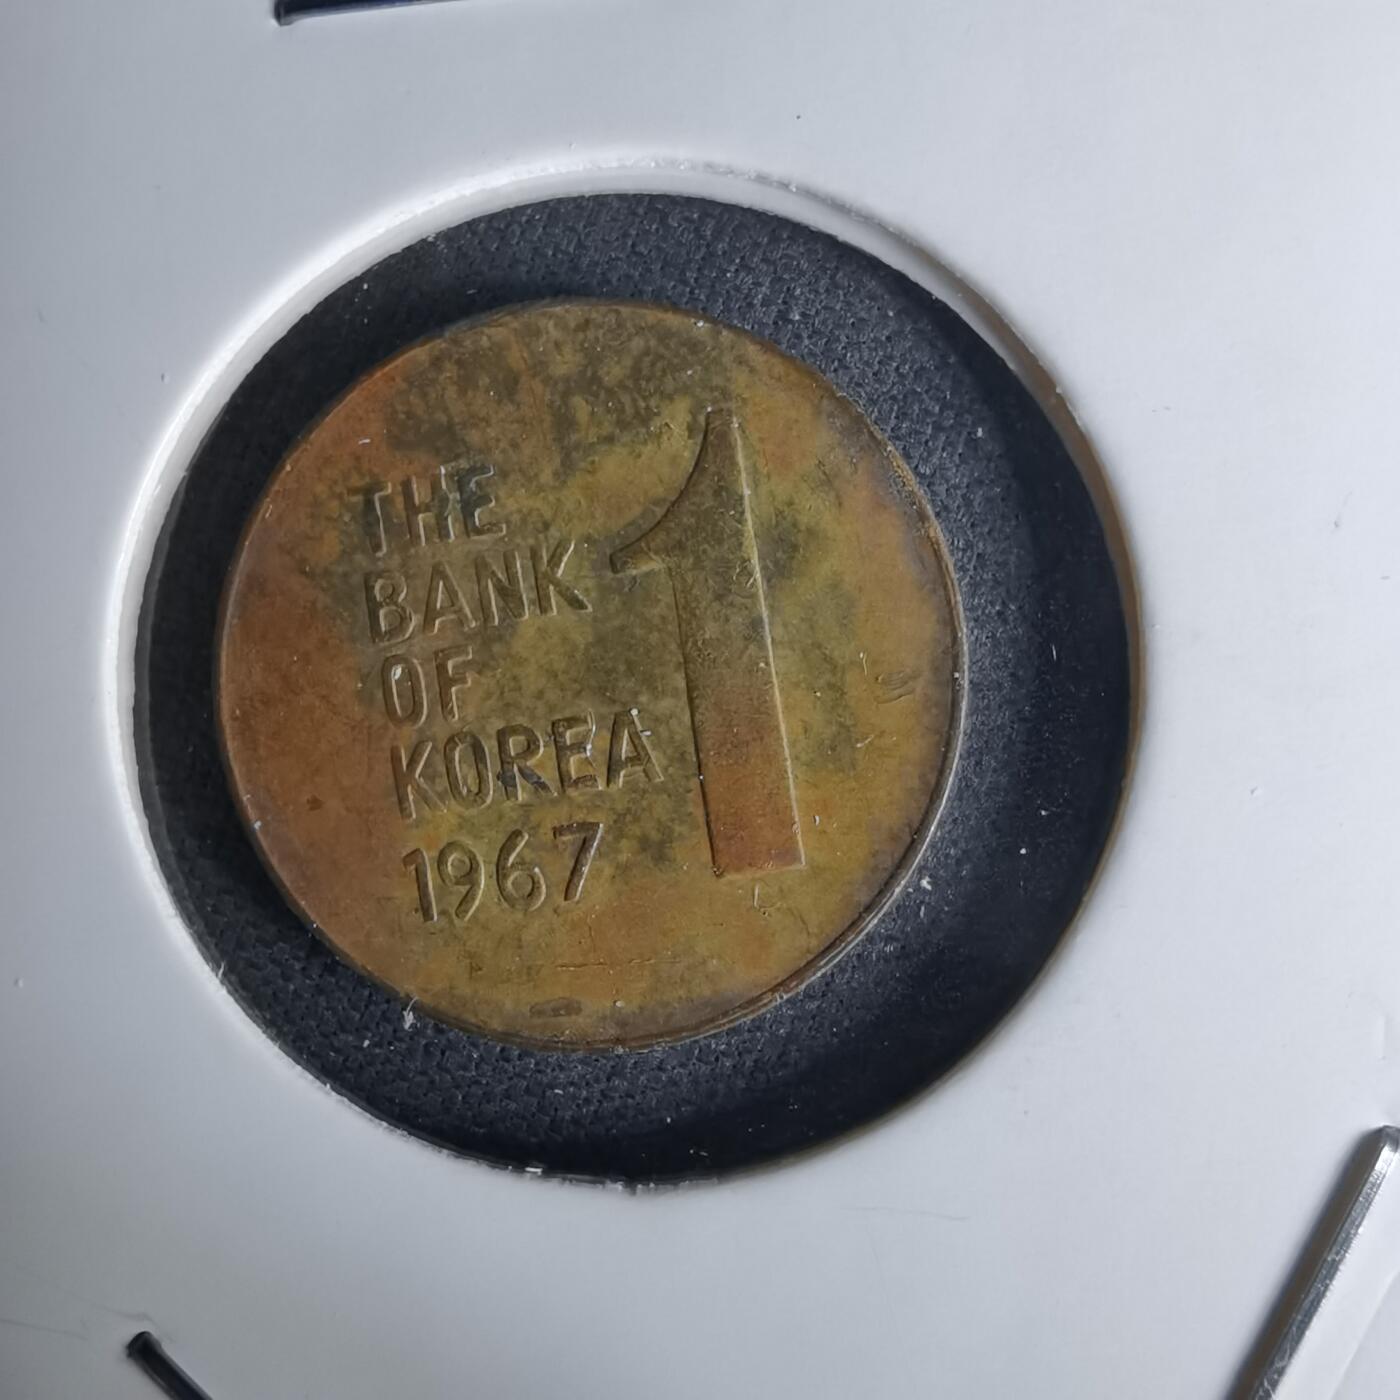 THE
BANK
OF
KOREA
1967
1